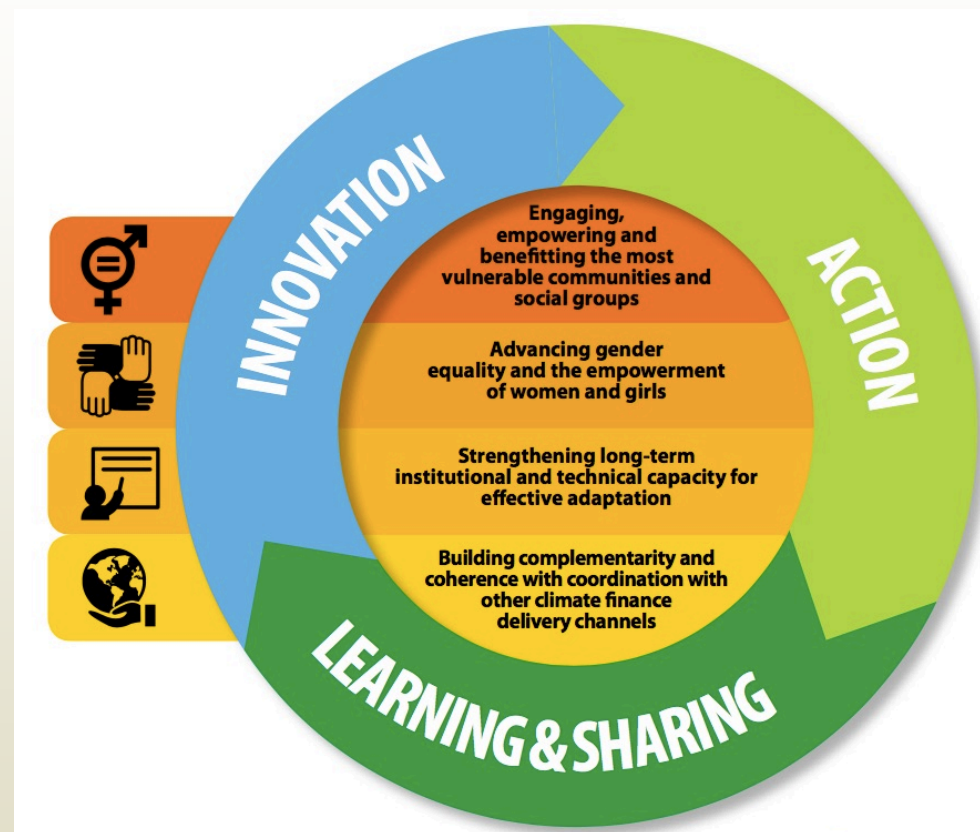 INNOVATION
ACTION
Engaging,
empowering and
benefitting the most
vulnerable communities and
social groups
Advancing gender
equality and the empowerment
of women and girls
Strengthening long-term
institutional and technical capacity for
effective adaptation
Building complementarity and
coherence with coordination with
other climate finance
delivery channels
LEARNING & SHARING